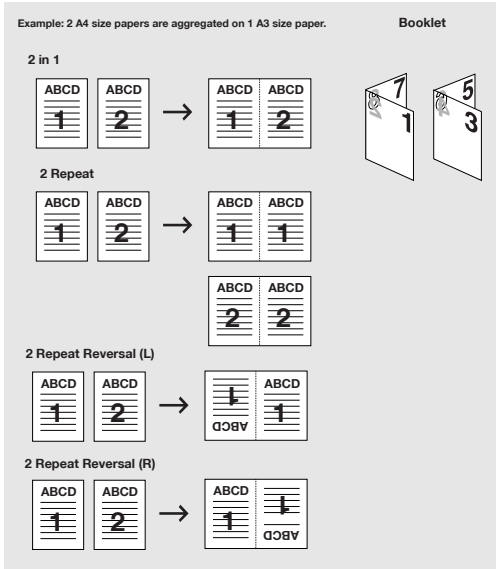 Example: 2 A4 size papers are aggregated on 1 A3 size paper.
Booklet
2 in 1
ABCD ABCD ABCD ABCD
1 2 1 2
7 5
1 3
2 Repeat
ABCD ABCD ABCD ABCD
1 2 1 1
ABCD ABCD
2 2
2 Repeat Reversal (L)
ABCD ABCD ABCD ABCD
1 2 1 1
2 Repeat Reversal (R)
ABCD ABCD ABCD ABCD
1 2 1 1